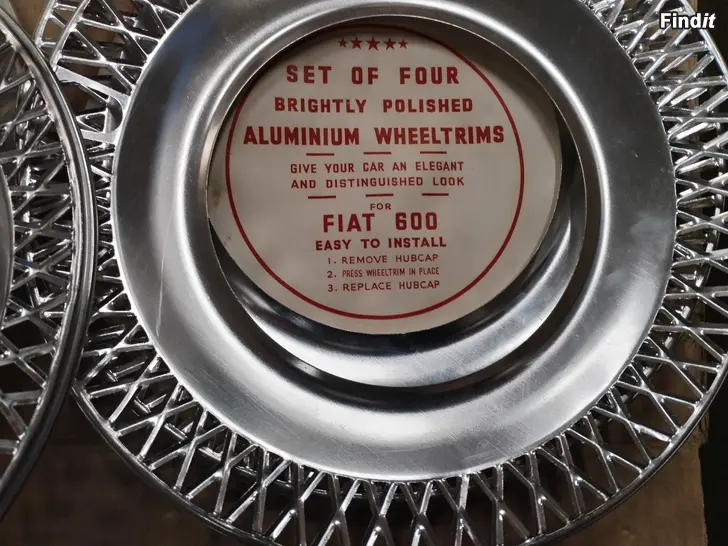 Findit
★★★★★
SET OF FOUR
BRIGHTLY POLISHED
ALUMINIUM WHEELTRIMS
GIVE YOUR CAR AN ELEGANT
AND DISTINGUISHED LOOK
FOR
FIAT 600
EASY TO INSTALL
1. REMOVE HUBCAP
2. PRESS WHEELTRIM IN PLACE
3. REPLACE HUBCAP